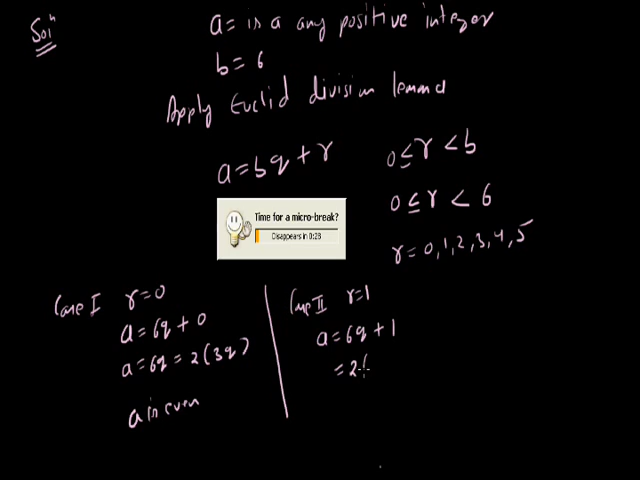 Solⁿ
a = is a any positive integer
b = 6
Apply Euclid division lemma
a = bq + r
0 ≤ r < b
0 ≤ r < 6
r = 0, 1, 2, 3, 4, 5
Time for a micro-break?
Disappears in 0:28
Case I r = 0
a = 6q + 0
a = 6q = 2(3q)
a is even
Case II r = 1
a = 6q + 1
= 2(